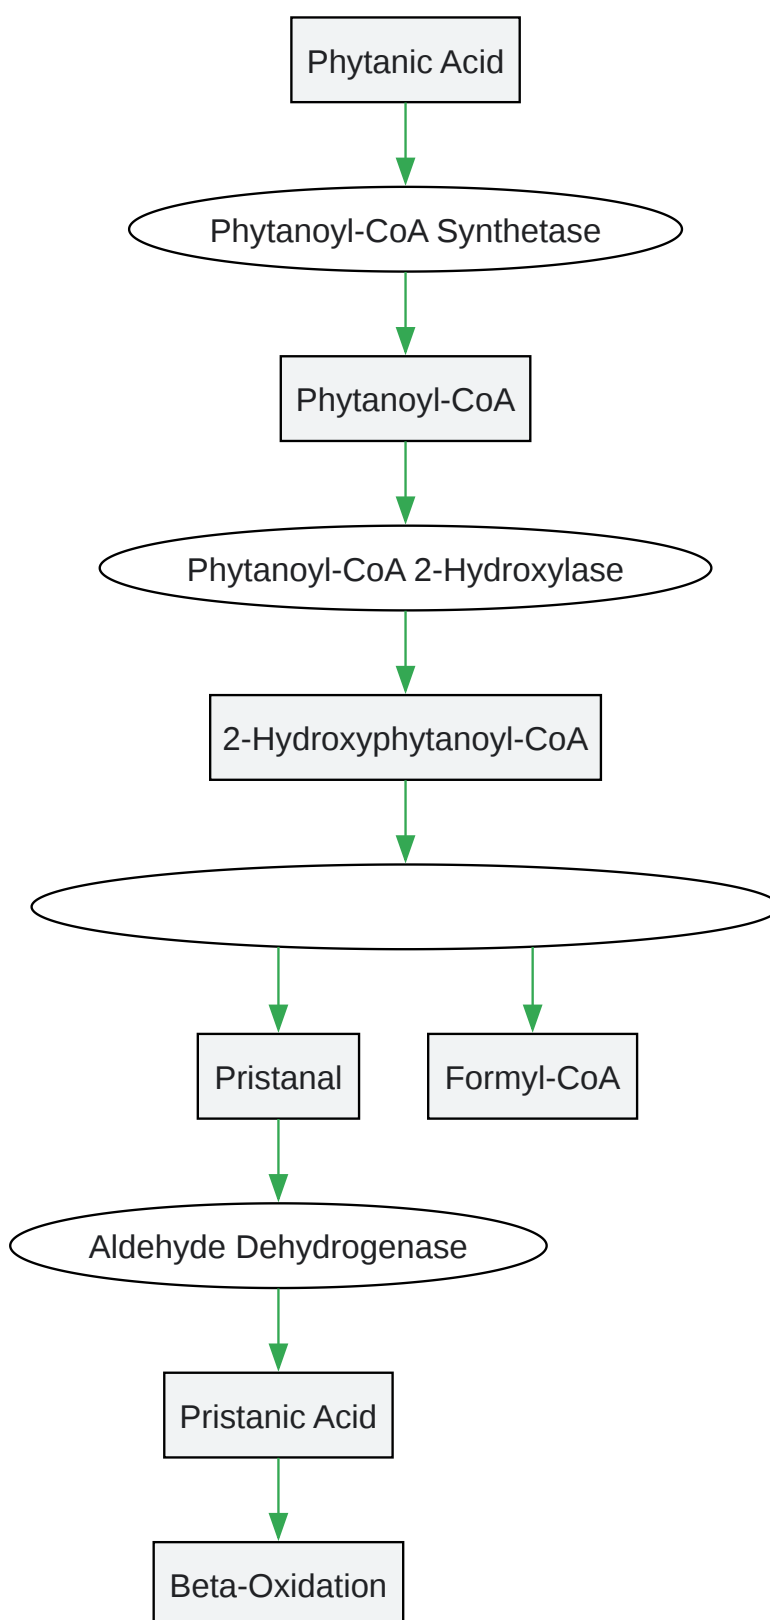 Phytanic Acid
Phytanoyl-CoA Synthetase
Phytanoyl-CoA
Phytanoyl-CoA 2-Hydroxylase
2-Hydroxyphytanoyl-CoA
Pristanal
Formyl-CoA
Aldehyde Dehydrogenase
Pristanic Acid
Beta-Oxidation